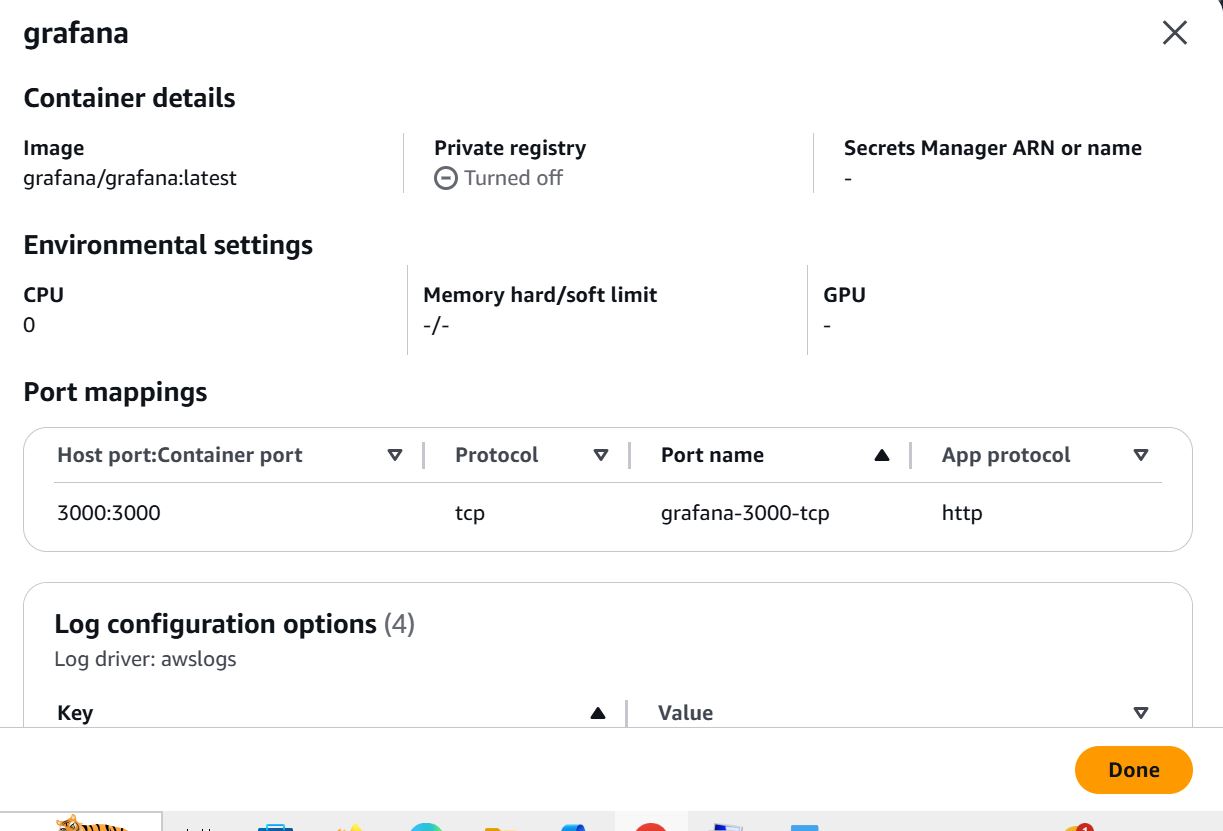 grafana
Container details
Image
Private registry
Secrets Manager ARN or name
grafana/grafana:latest
Turned off
-
Environmental settings
CPU
Memory hard/soft limit
GPU
0
-/-
-
Port mappings
Host port:Container port
Protocol
Port name
App protocol
3000:3000
tcp
grafana-3000-tcp
http
Log configuration options (4)
Log driver: awslogs
Key
Value
Done
1